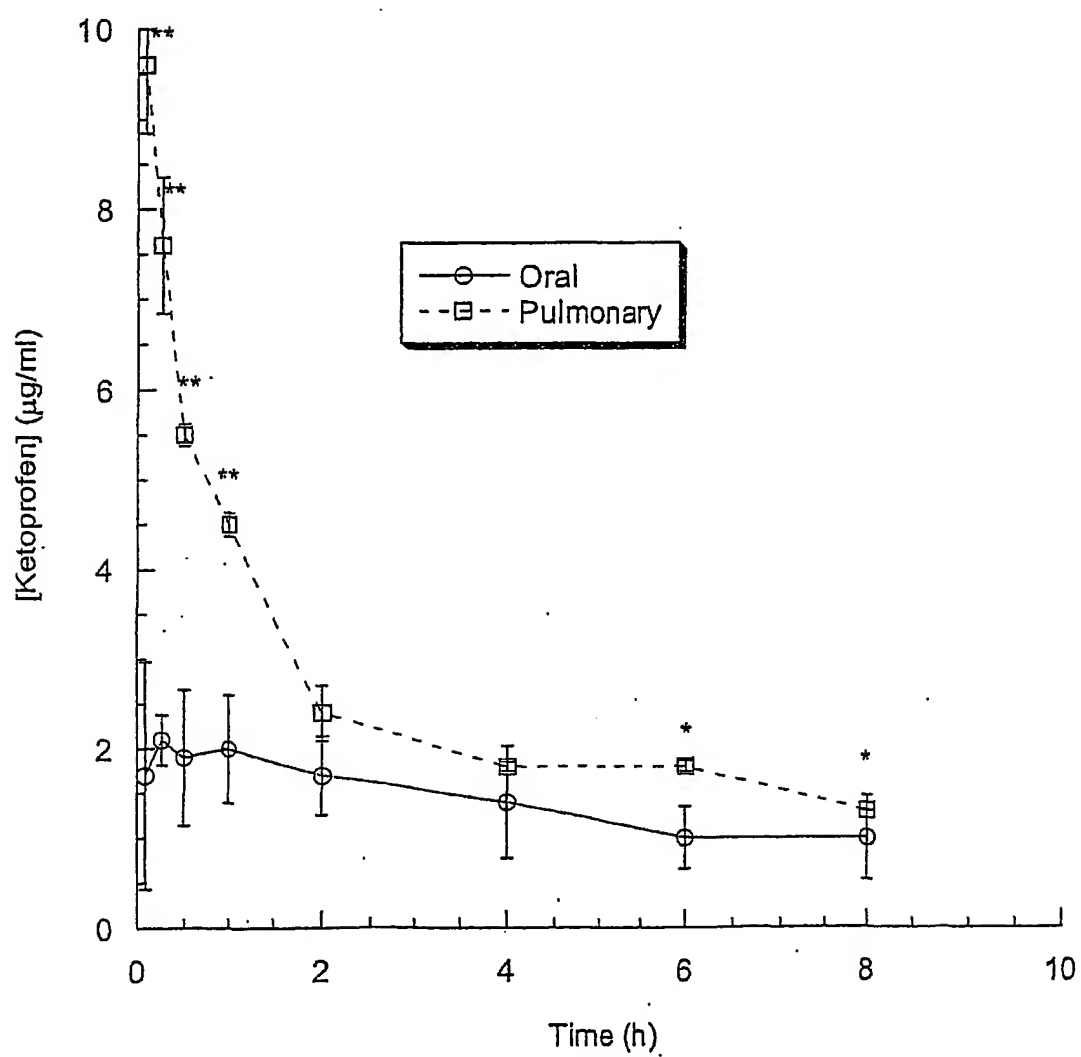 10
8
6
4
2
0
**
**
**
**
*
*
Oral
Pulmonary
[Ketoprofen] (µg/ml)
0 2 4 6 8 10
Time (h)